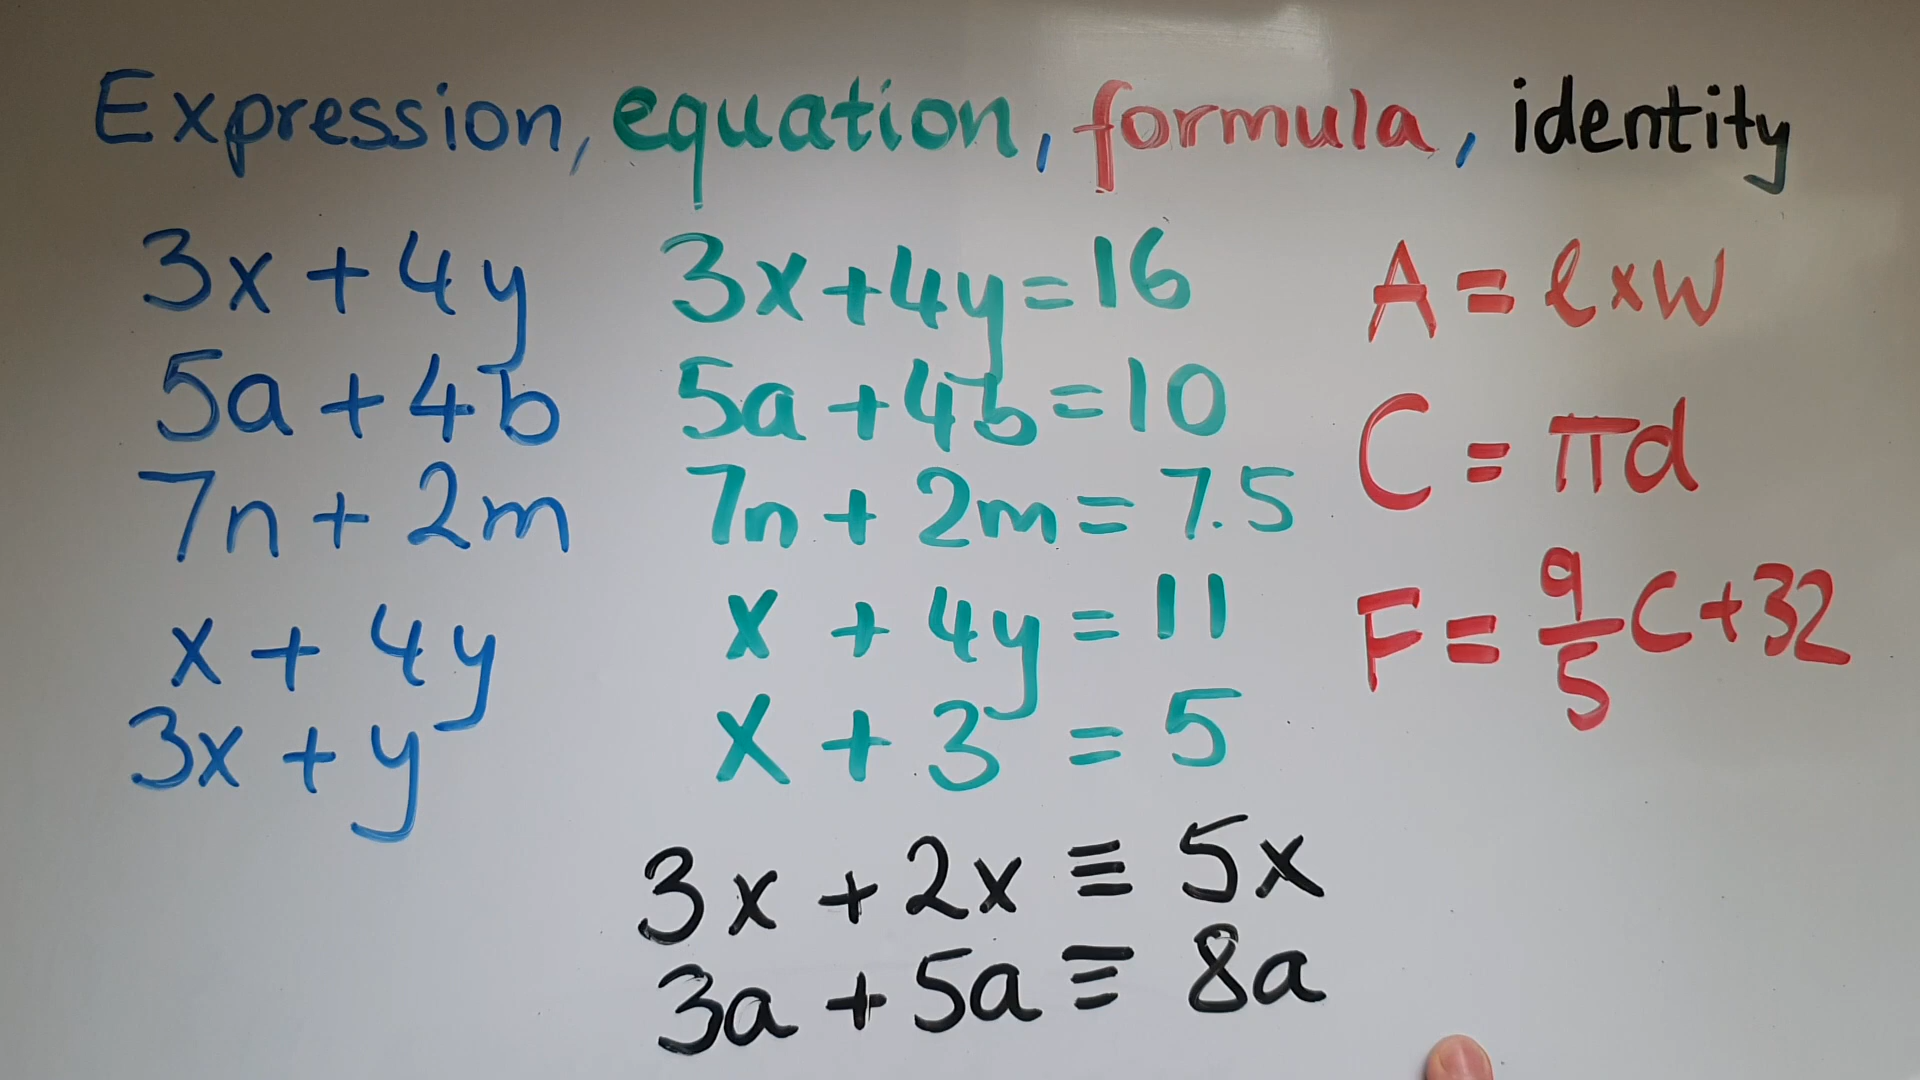 Expression, equation, formula, identity
3x + 4y
5a + 4b
7n + 2m
x + 4y
3x + y
3x + 4y = 16
5a + 4b = 10
7n + 2m = 7.5
x + 4y = 11
x + 3 = 5
A = l × w
C = πd
F = 9/5 C + 32
3x + 2x ≡ 5x
3a + 5a ≡ 8a